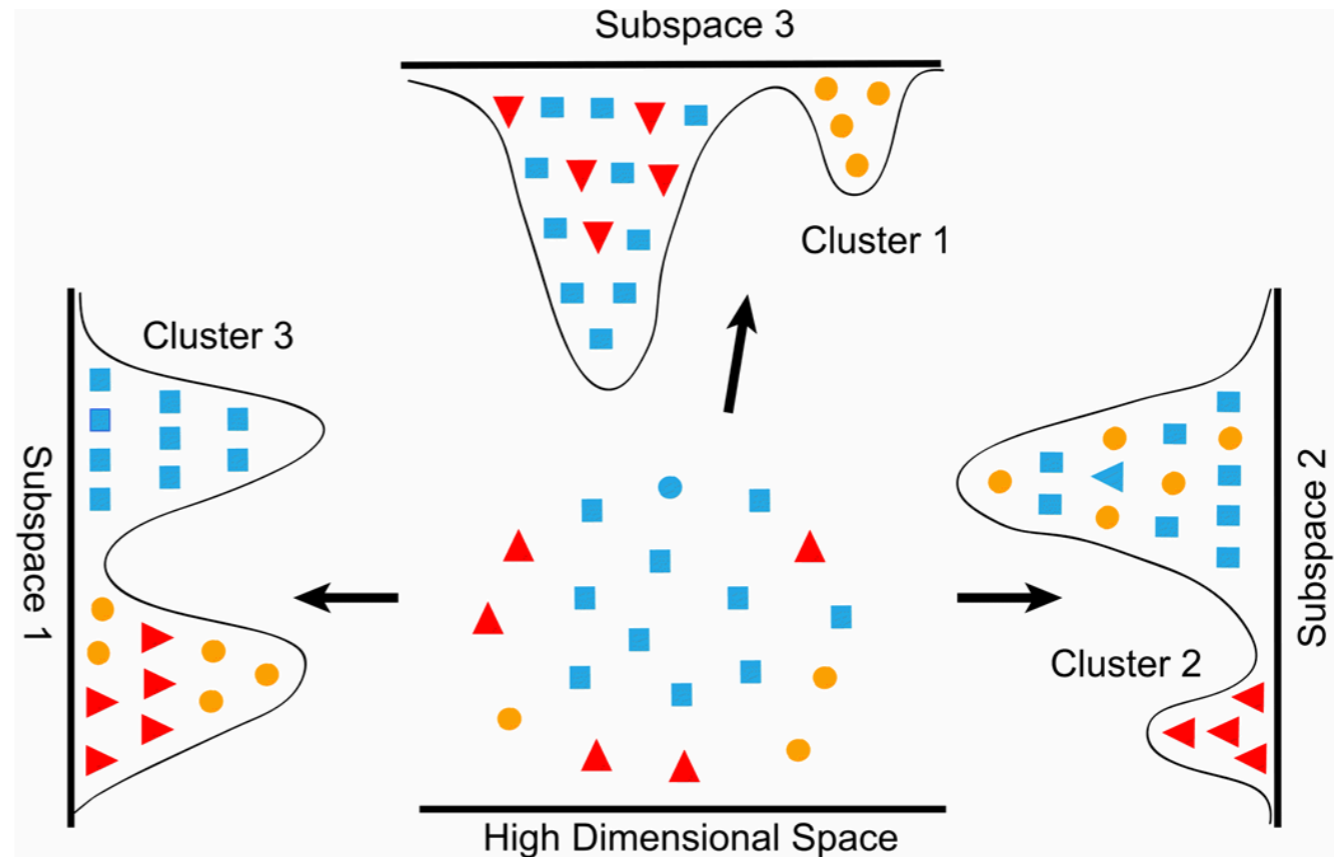 Subspace 3
Cluster 1
Cluster 3
Subspace 1
Subspace 2
Cluster 2
High Dimensional Space